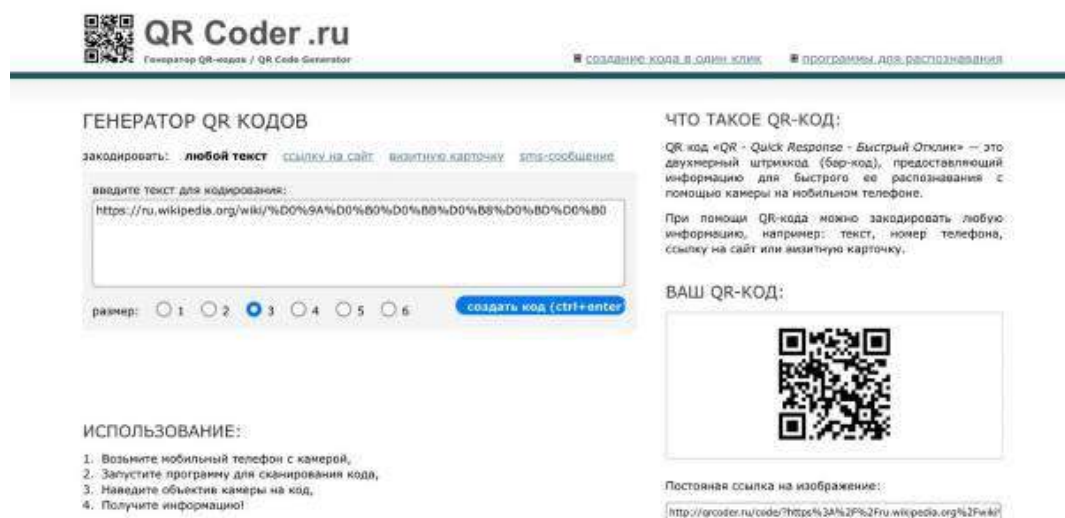 QR Coder .ru
Генератор QR-кодов / QR Code Generator
создание кода в один клик
программы для распознавания
ГЕНЕРАТОР QR КОДОВ
закодировать: любой текст ссылку на сайт визитную карточку sms-сообщение
введите текст для кодирования:
https://ru.wikipedia.org/wiki/%D0%9A%D0%B0%D0%BB%D0%B8%D0%BD%D0%B0
размер: 1 2 3 4 5 6
создать код (ctrl+enter
ИСПОЛЬЗОВАНИЕ:
1. Возьмите мобильный телефон с камерой,
2. Запустите программу для сканирования кода,
3. Наведите объектив камеры на код,
4. Получите информацию!
ЧТО ТАКОЕ QR-КОД:
QR код «QR - Quick Response - Быстрый Отклик» — это
двухмерный штрихкод (бар-код), предоставляющий
информацию для быстрого ее распознавания с
помощью камеры на мобильном телефоне.
При помощи QR-кода можно закодировать любую
информацию, например: текст, номер телефона,
ссылку на сайт или визитную карточку.
ВАШ QR-КОД:
Постоянная ссылка на изображение:
http://qrcoder.ru/code/?https%3A%2F%2Fru.wikipedia.org%2Fwiki%